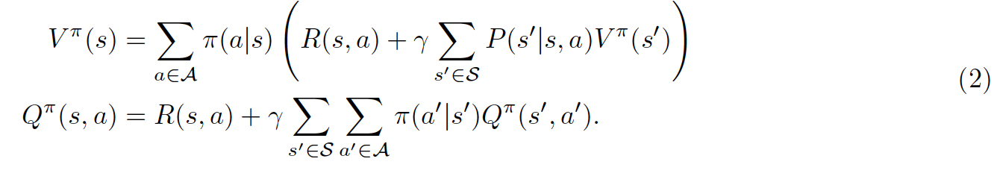 V^π(s) = ∑_{a∈𝒜} π(a|s) ( R(s, a) + γ ∑_{s′∈𝒮} P(s′|s, a)V^π(s′) )
(2)
Q^π(s, a) = R(s, a) + γ ∑_{s′∈𝒮} ∑_{a′∈𝒜} π(a′|s′)Q^π(s′, a′).